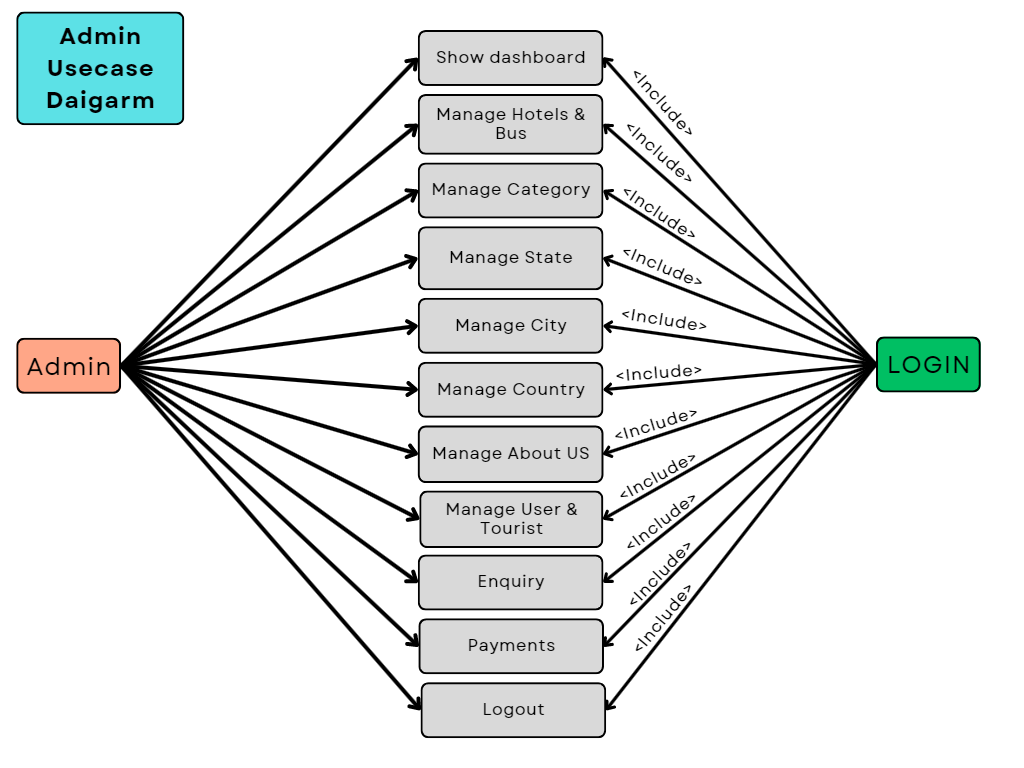 Admin
Usecase
Daigarm
Show dashboard
<Include>
Manage Hotels &
Bus
<Include>
Manage Category
<Include>
Manage State
<Include>
Manage City
<Include>
Admin
LOGIN
Manage Country
<Include>
Manage About US
<Include>
Manage User &
Tourist
<Include>
Enquiry
<Include>
Payments
<Include>
Logout
<Include>